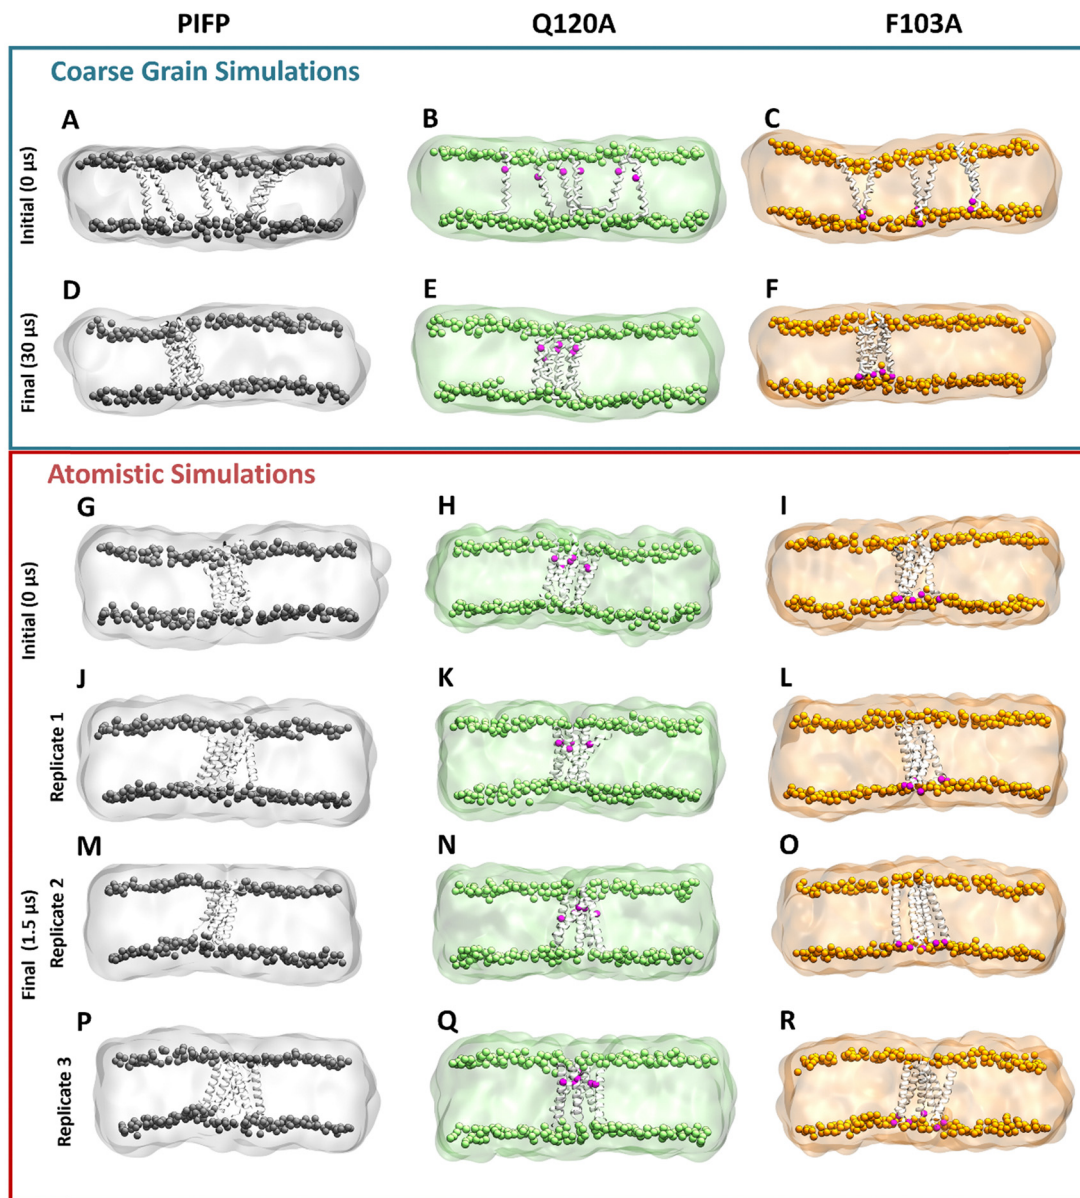 PIFP Q120A F103A
Coarse Grain Simulations
A B C
Initial (0 μs)
D E F
Final (30 μs)
Atomistic Simulations
G H I
Initial (0 μs)
J K L
Replicate 1
M N O
Final (1.5 μs)
Replicate 2
P Q R
Replicate 3